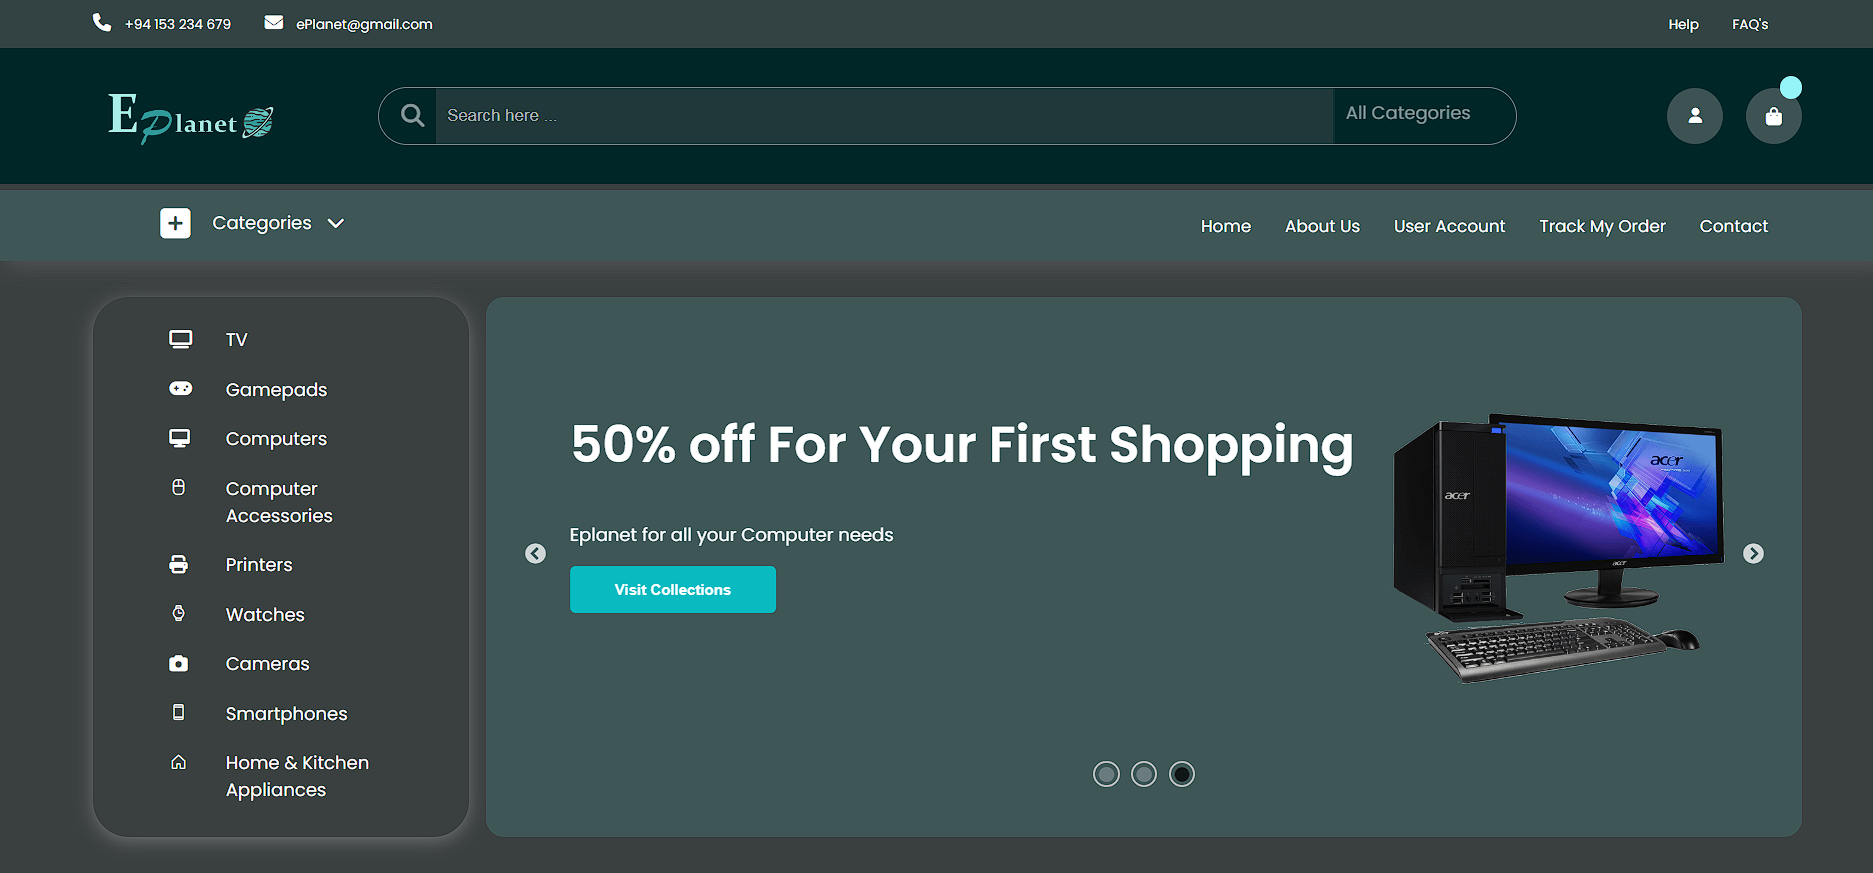 +94 153 234 679
ePlanet@gmail.com
Help
FAQ's
EPlanet
Search here ...
All Categories
Categories
Home
About Us
User Account
Track My Order
Contact
TV
Gamepads
Computers
Computer
Accessories
Printers
Watches
Cameras
Smartphones
Home & Kitchen
Appliances
50% off For Your First Shopping
Eplanet for all your Computer needs
Visit Collections
acer
acer
acer